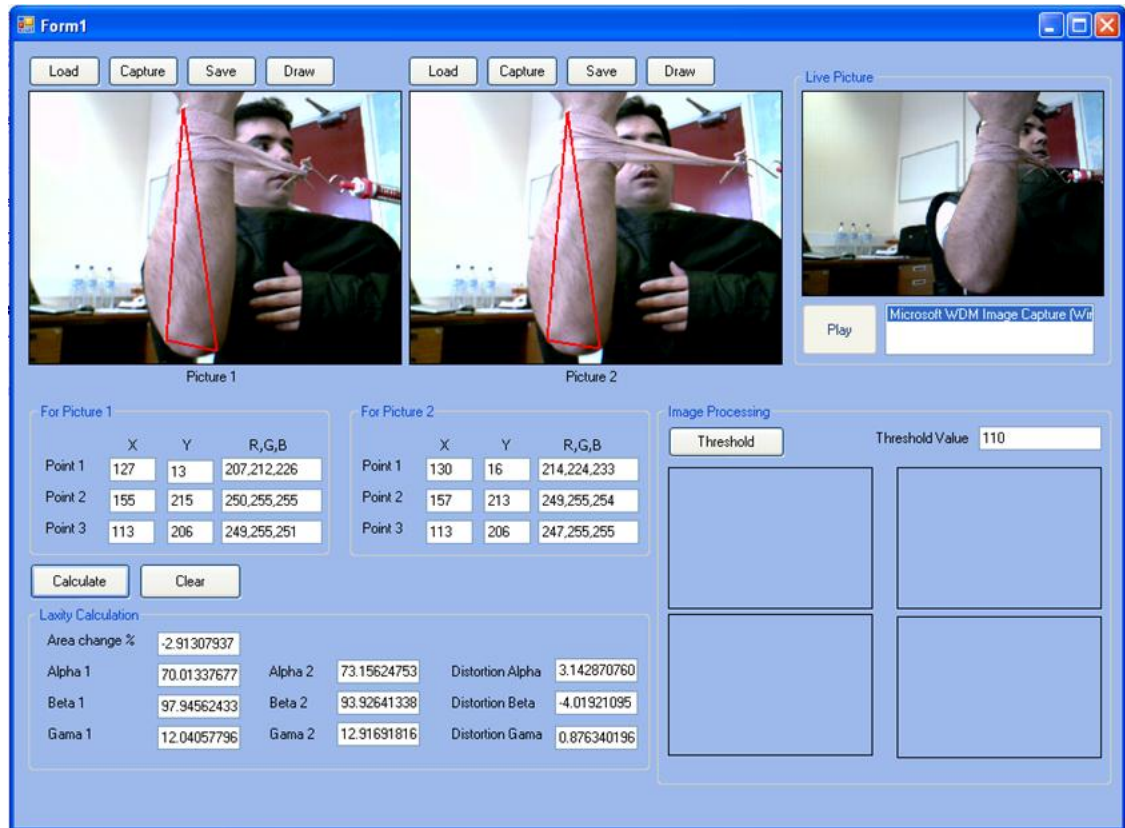 Form1
Load Capture Save Draw Load Capture Save Draw
Live Picture
Play
Microsoft WDM Image Capture (Wir
Picture 1 Picture 2
For Picture 1
X Y R,G,B
Point 1 127 13 207,212,226
Point 2 155 215 250,255,255
Point 3 113 206 249,255,251
For Picture 2
X Y R,G,B
Point 1 130 16 214,224,233
Point 2 157 213 249,255,254
Point 3 113 206 247,255,255
Image Processing
Threshold Threshold Value 110
Calculate Clear
Laxity Calculation
Area change % -2.91307937
Alpha 1 70.01337677 Alpha 2 73.15624753 Distortion Alpha 3.142870760
Beta 1 97.94562433 Beta 2 93.92641338 Distortion Beta -4.01921095
Gama 1 12.04057796 Gama 2 12.91691816 Distortion Gama 0.876340196